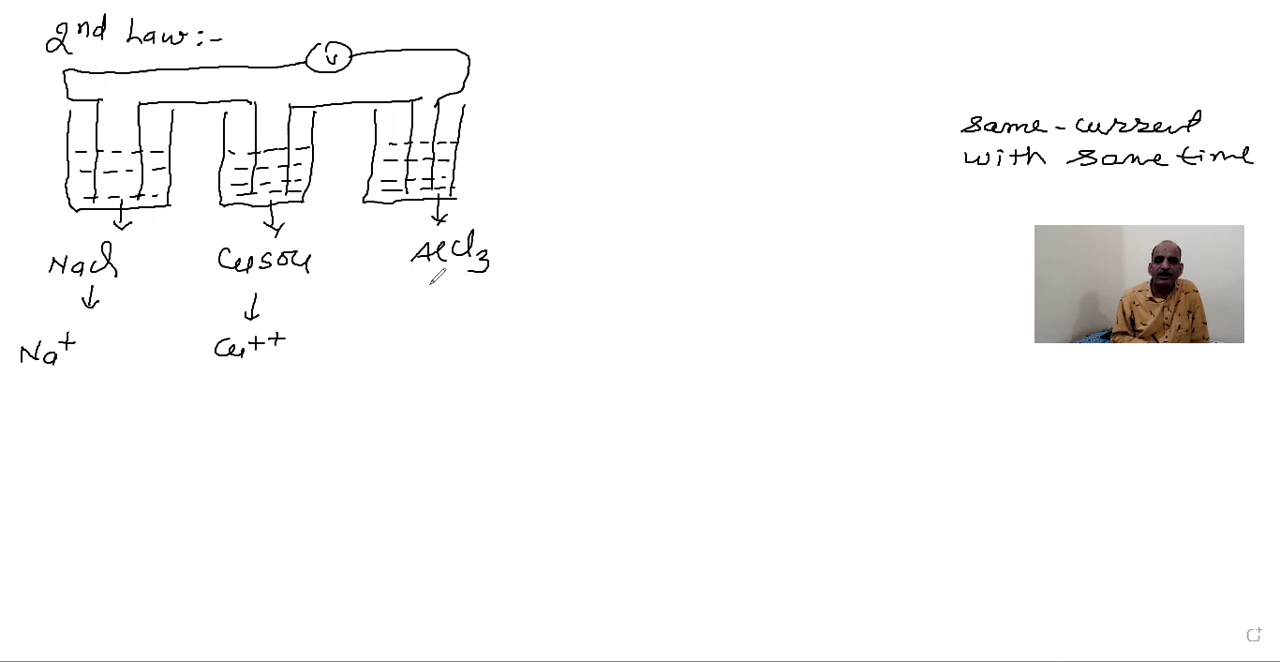 2nd Law:-
V
same-current
with same time
NaCl
CuSO4
AlCl3
Na+
Cu++